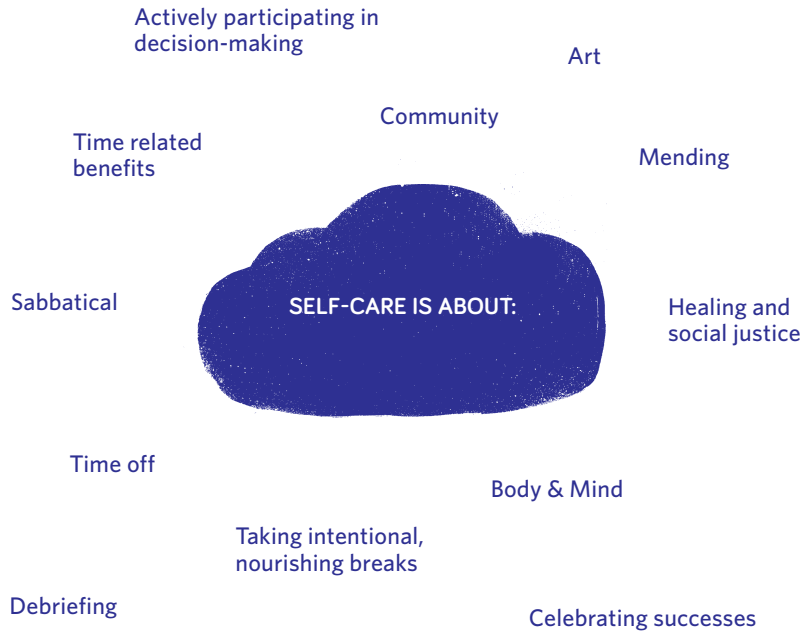 Actively participating in
decision-making
Art
Community
Time related
benefits
Mending
Sabbatical
SELF-CARE IS ABOUT:
Healing and
social justice
Time off
Body & Mind
Taking intentional,
nourishing breaks
Debriefing
Celebrating successes